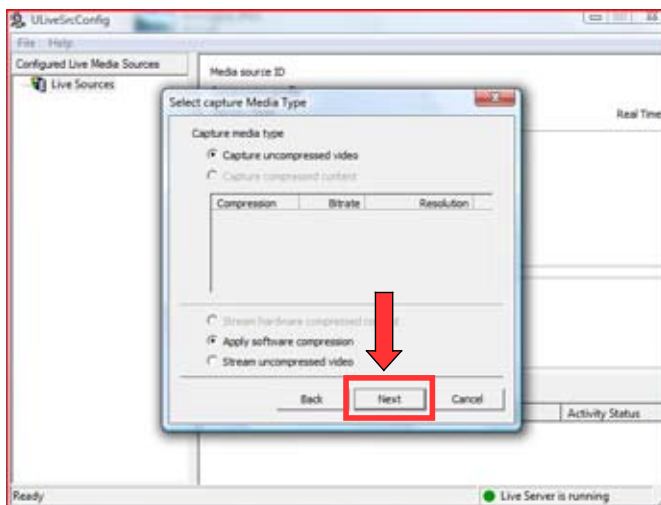 ULiveSrcConfig
File Help
Configured Live Media Sources
Live Sources
Media source ID
Real Time
Select capture Media Type
Capture media type
Capture uncompressed video
Capture compressed content
Compression Bitrate Resolution
Stream hardware compressed
Apply software compression
Stream uncompressed video
Back Next Cancel
Activity Status
Ready
Live Server is running